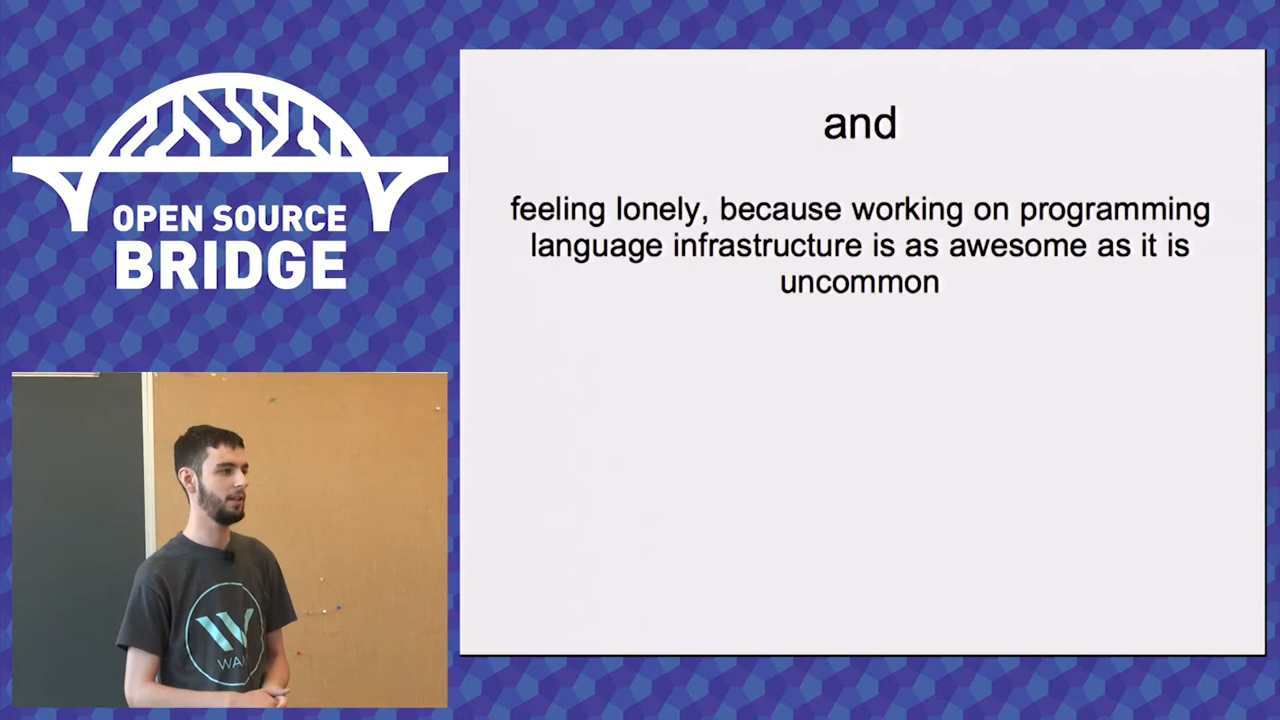 OPEN SOURCE
BRIDGE
and
feeling lonely, because working on programming
language infrastructure is as awesome as it is
uncommon